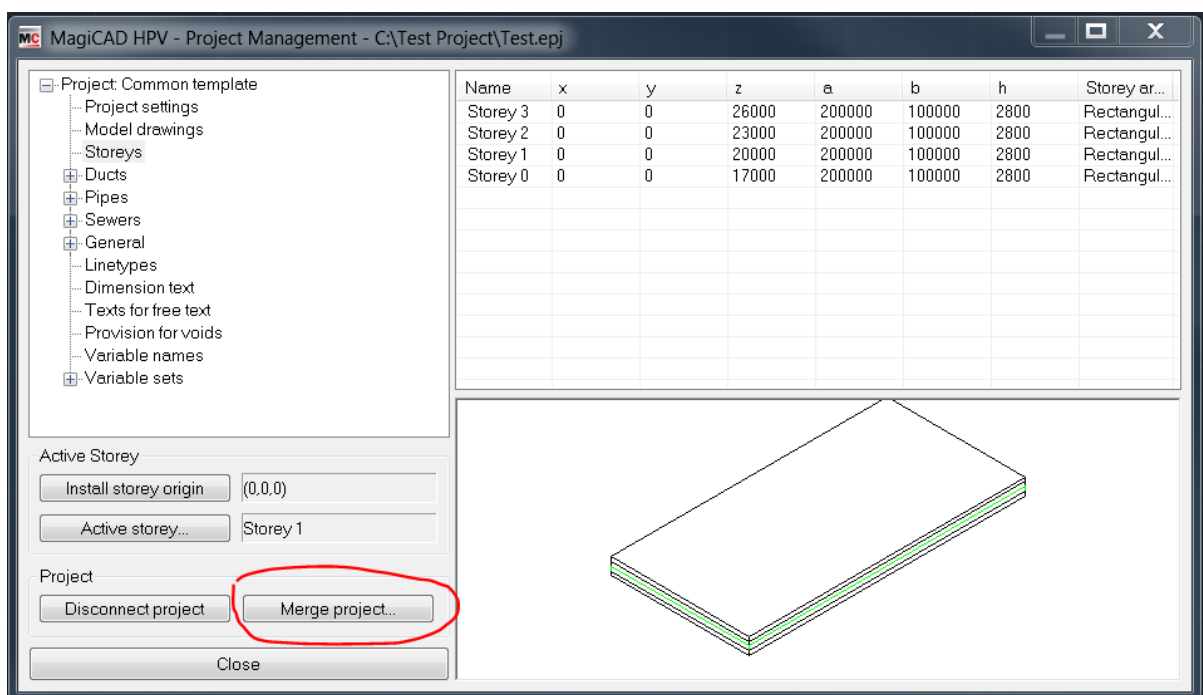 MC MagiCAD HPV - Project Management - C:\Test Project\Test.epj
Project: Common template
Project settings
Model drawings
Storeys
Ducts
Pipes
Sewers
General
Linetypes
Dimension text
Texts for free text
Provision for voids
Variable names
Variable sets
Name x y z a b h Storey ar...
Storey 3 0 0 26000 200000 100000 2800 Rectangul...
Storey 2 0 0 23000 200000 100000 2800 Rectangul...
Storey 1 0 0 20000 200000 100000 2800 Rectangul...
Storey 0 0 0 17000 200000 100000 2800 Rectangul...
Active Storey
Install storey origin (0,0,0)
Active storey... Storey 1
Project
Disconnect project Merge project...
Close